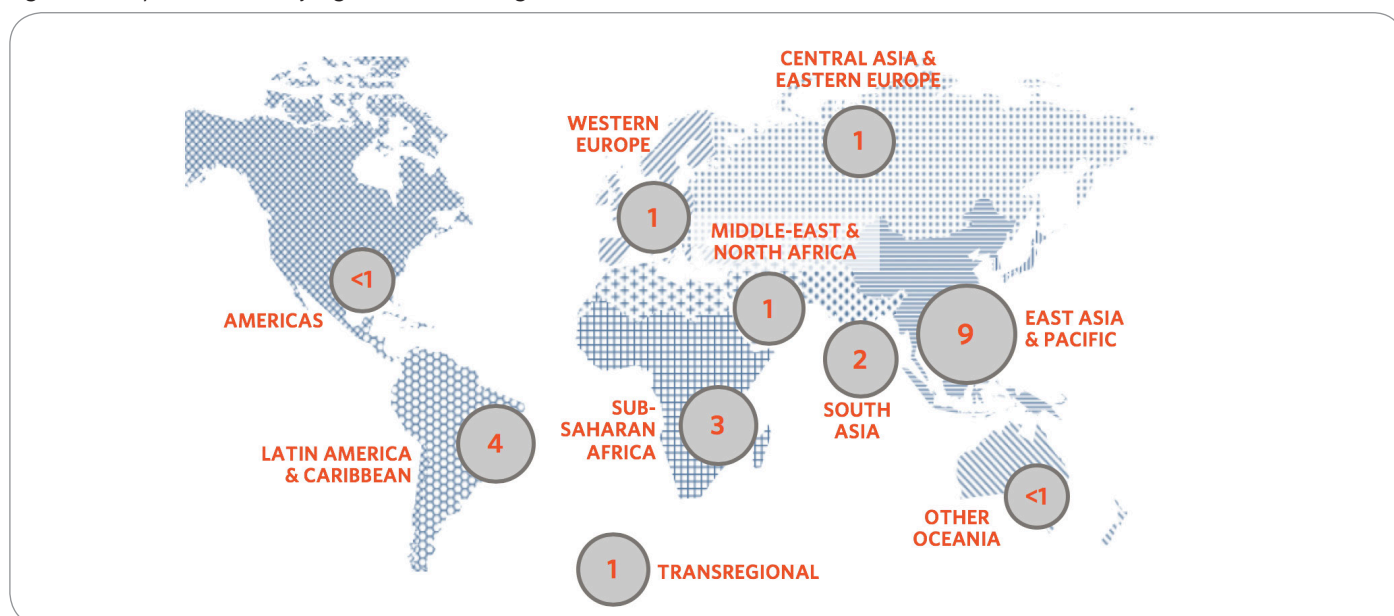 CENTRAL ASIA &
EASTERN EUROPE
1
WESTERN
EUROPE
1
MIDDLE-EAST &
NORTH AFRICA
1
<1
AMERICAS
9
EAST ASIA
& PACIFIC
2
SOUTH
ASIA
SUB-
SAHARAN
AFRICA
3
4
LATIN AMERICA
& CARIBBEAN
<1
OTHER
OCEANIA
1
TRANSREGIONAL